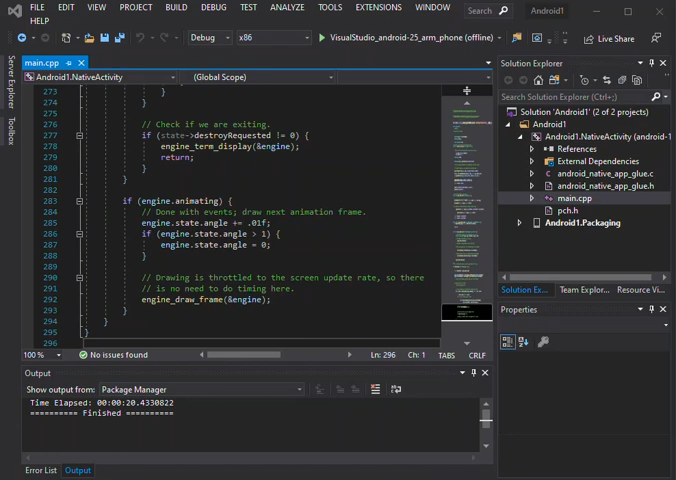 FILE EDIT VIEW PROJECT BUILD DEBUG TEST ANALYZE TOOLS EXTENSIONS WINDOW
HELP
Search
Android1
Debug x86 VisualStudio_android-25_arm_phone (offline)
Live Share
Server Explorer
Toolbox
main.cpp
Android1.NativeActivity (Global Scope)
273 }
274 }
275
276 // Check if we are exiting.
277 if (state->destroyRequested != 0) {
278 engine_term_display(&engine);
279 return;
280 }
281 }
282
283 if (engine.animating) {
284 // Done with events; draw next animation frame.
285 engine.state.angle += .01f;
286 if (engine.state.angle > 1) {
287 engine.state.angle = 0;
288 }
289
290 // Drawing is throttled to the screen update rate, so there
291 // is no need to do timing here.
292 engine_draw_frame(&engine);
293 }
294 }
295 }
296
100 % No issues found Ln: 296 Ch: 1 TABS CRLF
Output
Show output from: Package Manager
Time Elapsed: 00:00:20.4330822
========== Finished ==========
Error List Output
Solution Explorer
Search Solution Explorer (Ctrl+;)
Solution 'Android1' (2 of 2 projects)
Android1
Android1.NativeActivity (android-1
References
External Dependencies
android_native_app_glue.c
android_native_app_glue.h
main.cpp
pch.h
Android1.Packaging
Solution Ex... Team Explor... Resource Vi...
Properties